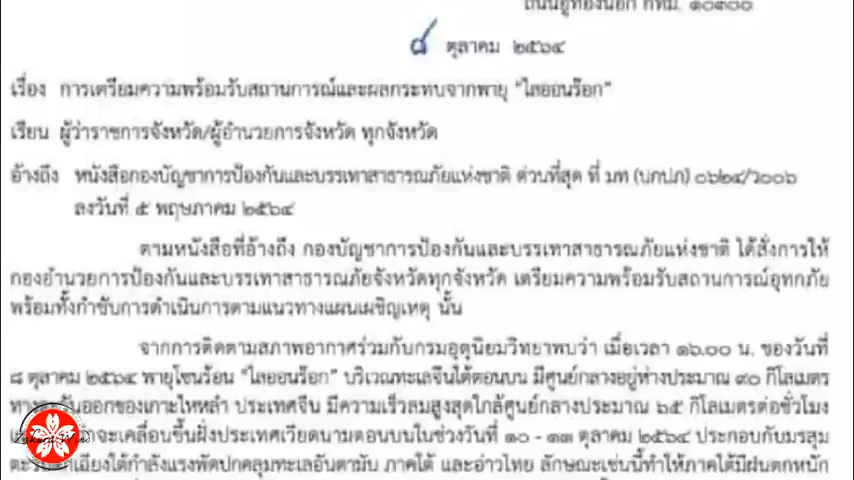 ถนนอู่ทองนอก กทม. ๑๐๓๐๐
๘ ตุลาคม ๒๕๖๔
เรื่อง การเตรียมความพร้อมรับสถานการณ์และผลกระทบจากพายุ “ไลออนร็อก”
เรียน ผู้ว่าราชการจังหวัด/ผู้อำนวยการจังหวัด ทุกจังหวัด
อ้างถึง หนังสือกองบัญชาการป้องกันและบรรเทาสาธารณภัยแห่งชาติ ด่วนที่สุด ที่ มท (บกปภ) ๐๖๒๔/ว๐๐๖
ลงวันที่ ๕ พฤษภาคม ๒๕๖๔
ตามหนังสือที่อ้างถึง กองบัญชาการป้องกันและบรรเทาสาธารณภัยแห่งชาติ ได้สั่งการให้
กองอำนวยการป้องกันและบรรเทาสาธารณภัยจังหวัดทุกจังหวัด เตรียมความพร้อมรับสถานการณ์อุทกภัย
พร้อมทั้งกำชับการดำเนินการตามแนวทางแผนเผชิญเหตุ นั้น
จากการติดตามสภาพอากาศร่วมกับกรมอุตุนิยมวิทยาพบว่า เมื่อเวลา ๑๖.๐๐ น. ของวันที่
๘ ตุลาคม ๒๕๖๔ พายุโซนร้อน “ไลออนร็อก” บริเวณทะเลจีนใต้ตอนบน มีศูนย์กลางอยู่ห่างประมาณ ๙๐ กิโลเมตร
ออกของเกาะไหหลำ ประเทศจีน มีความเร็วลมสูงสุดใกล้ศูนย์กลางประมาณ ๖๕ กิโลเมตรต่อชั่วโมง
จะเคลื่อนขึ้นฝั่งประเทศเวียดนามตอนบนในช่วงวันที่ ๑๐ - ๑๓ ตุลาคม ๒๕๖๔ ประกอบกับมรสุม
เฉียงใต้กำลังแรงพัดปกคลุมทะเลอันดามัน ภาคใต้ และอ่าวไทย ลักษณะเช่นนี้ทำให้ภาคใต้มีฝนตกหนัก